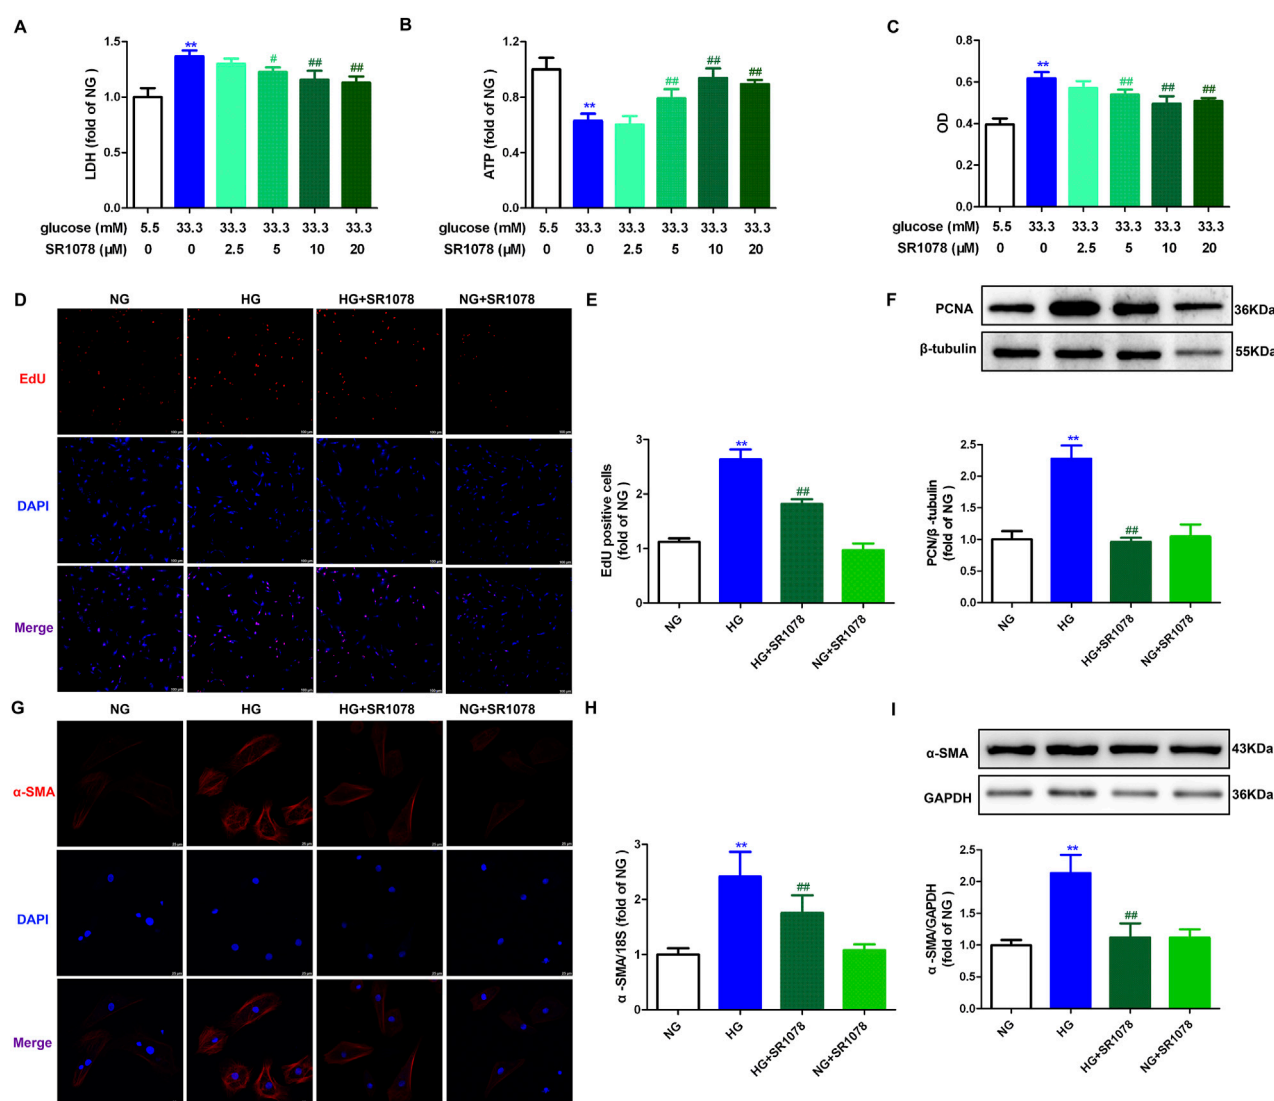 A
LDH (fold of NG )
1.5
1.0
0.5
0.0
** # ## ##
glucose (mM) 5.5 33.3 33.3 33.3 33.3 33.3
SR1078 (µM) 0 0 2.5 5 10 20
B
ATP (fold of NG )
1.2
0.8
0.4
0.0
** ## ## ##
glucose (mM) 5.5 33.3 33.3 33.3 33.3 33.3
SR1078 (µM) 0 0 2.5 5 10 20
C
OD
0.8
0.6
0.4
0.2
0.0
** ## ## ##
glucose (mM) 5.5 33.3 33.3 33.3 33.3 33.3
SR1078 (µM) 0 0 2.5 5 10 20
D
NG HG HG+SR1078 NG+SR1078
EdU
DAPI
Merge
E
EdU positive cells
(fold of NG )
3
2
1
0
** ##
NG HG HG+SR1078 NG+SR1078
F
PCNA 36KDa
β-tubulin 55KDa
PCN/β -tubulin
(fold of NG )
2.5
2.0
1.5
1.0
0.5
0.0
** ##
NG HG HG+SR1078 NG+SR1078
G
NG HG HG+SR1078 NG+SR1078
α-SMA
DAPI
Merge
H
α -SMA/18S (fold of NG )
3
2
1
0
** ##
NG HG HG+SR1078 NG+SR1078
I
α-SMA 43KDa
GAPDH 36KDa
α -SMA/GAPDH
(fold of NG )
2.5
2.0
1.5
1.0
0.5
0.0
** ##
NG HG HG+SR1078 NG+SR1078